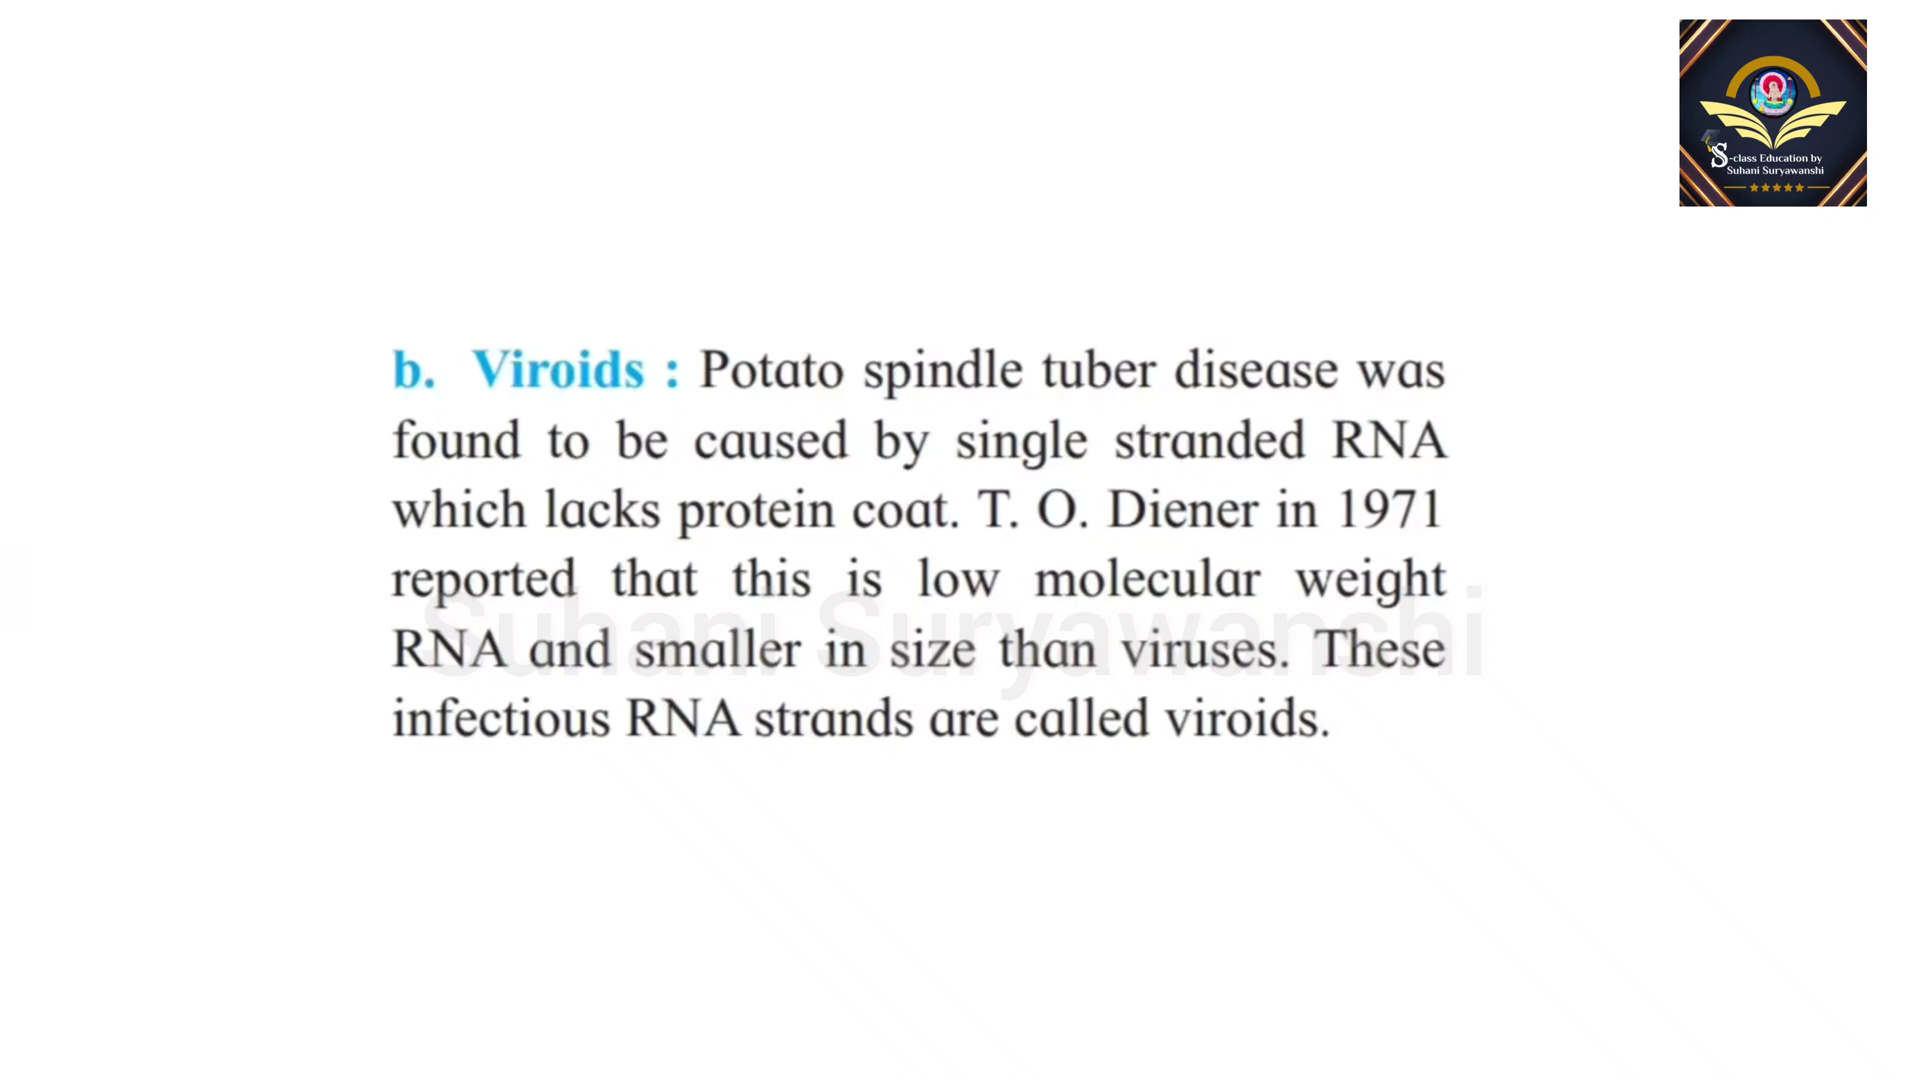 S-class Education by
Suhani Suryawanshi
b. Viroids : Potato spindle tuber disease was
found to be caused by single stranded RNA
which lacks protein coat. T. O. Diener in 1971
reported that this is low molecular weight
Suhani Suryawanshi
RNA and smaller in size than viruses. These
infectious RNA strands are called viroids.